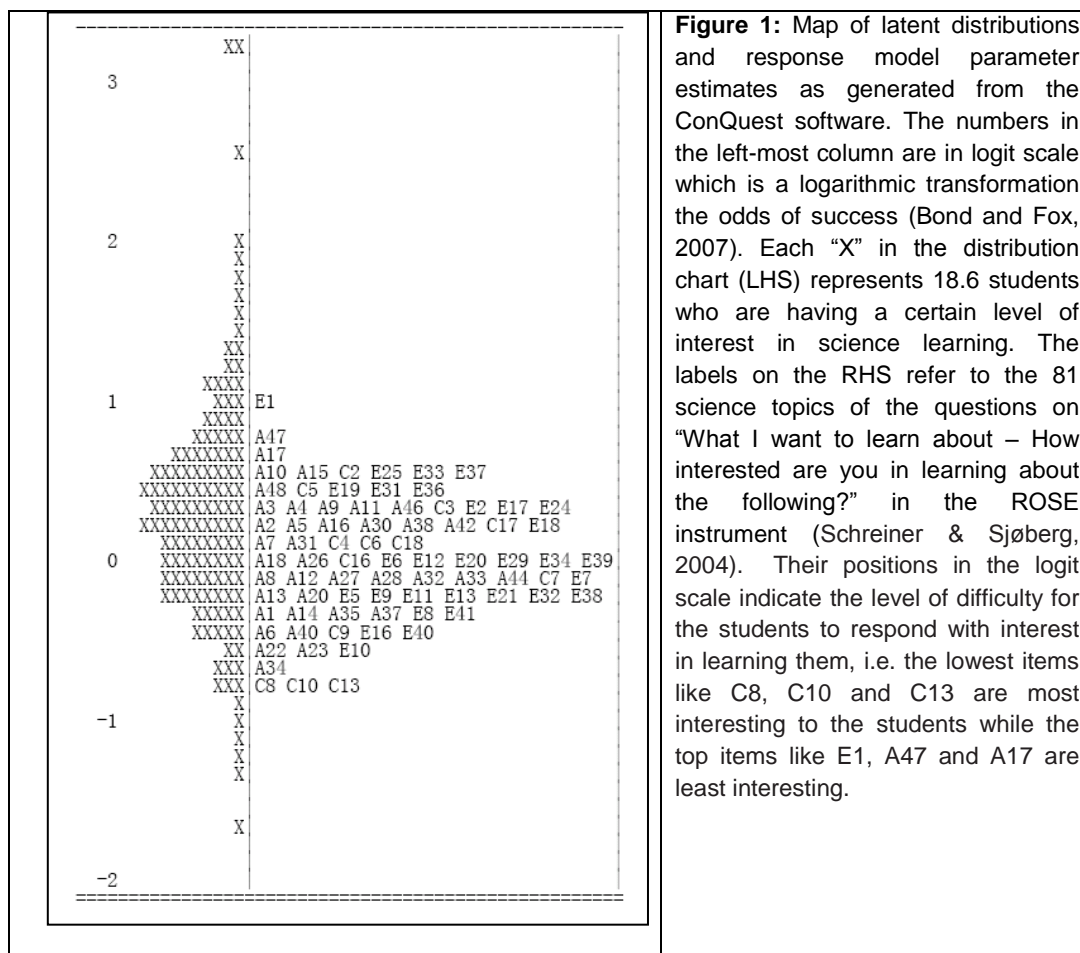 XX
3
X
2 X
X
X
X
X
X
XX
XX
XXXX
1 XXX E1
XXXX
XXXXX A47
XXXXXXX A17
XXXXXXXXX A10 A15 C2 E25 E33 E37
XXXXXXXXXX A48 C5 E19 E31 E36
XXXXXXXXX A3 A4 A9 A11 A46 C3 E2 E17 E24
XXXXXXXXXX A2 A5 A16 A30 A38 A42 C17 E18
XXXXXXXX A7 A31 C4 C6 C18
0 XXXXXXXX A18 A26 C16 E6 E12 E20 E29 E34 E39
XXXXXXXX A8 A12 A27 A28 A32 A33 A44 C7 E7
XXXXXXXX A13 A20 E5 E9 E11 E13 E21 E32 E38
XXXXX A1 A14 A35 A37 E8 E41
XXXXX A6 A40 C9 E16 E40
XX A22 A23 E10
XXX A34
XXX C8 C10 C13
X
-1 X
X
X
X
X
-2
Figure 1: Map of latent distributions
and response model parameter
estimates as generated from the
ConQuest software. The numbers in
the left-most column are in logit scale
which is a logarithmic transformation
the odds of success (Bond and Fox,
2007). Each “X” in the distribution
chart (LHS) represents 18.6 students
who are having a certain level of
interest in science learning. The
labels on the RHS refer to the 81
science topics of the questions on
“What I want to learn about – How
interested are you in learning about
the following?” in the ROSE
instrument (Schreiner & Sjøberg,
2004). Their positions in the logit
scale indicate the level of difficulty for
the students to respond with interest
in learning them, i.e. the lowest items
like C8, C10 and C13 are most
interesting to the students while the
top items like E1, A47 and A17 are
least interesting.